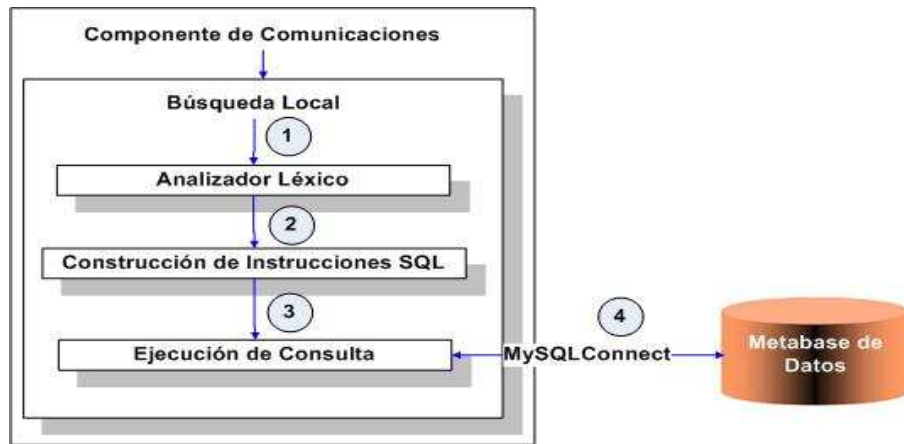 Componente de Comunicaciones
Búsqueda Local
1
Analizador Léxico
2
Construcción de Instrucciones SQL
3
Ejecución de Consulta
4
MySQLConnect
Metabase de
Datos